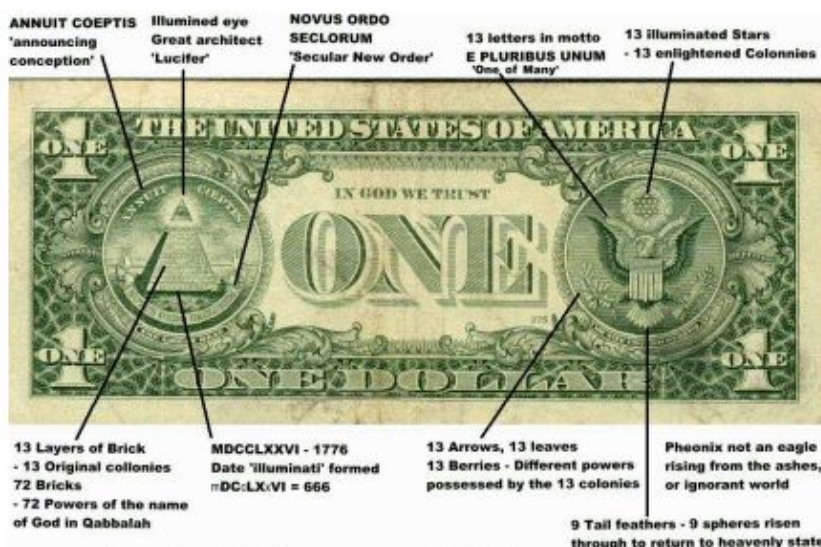 ANNUIT COEPTIS
'announcing
conception'
Illumined eye
Great architect
'Lucifer'
NOVUS ORDO
SECLORUM
'Secular New Order'
13 letters in motto
E PLURIBUS UNUM
'One of Many'
13 illuminated Stars
- 13 enlightened Colonnies
1 ONE
THE UNITED STATES OF AMERICA
1 ONE
ANNUIT COEPTIS
IN GOD WE TRUST
ONE
1 ONE
ONE DOLLAR
1 ONE
13 Layers of Brick
- 13 Original collonies
72 Bricks
- 72 Powers of the name
of God in Qabbalah
MDCCLXXVI - 1776
Date 'illuminati' formed
mDCcLXxVI = 666
13 Arrows, 13 leaves
13 Berries - Different powers
possessed by the 13 colonies
Pheonix not an eagle
rising from the ashes,
or ignorant world
9 Tail feathers - 9 spheres risen
through to return to heavenly state